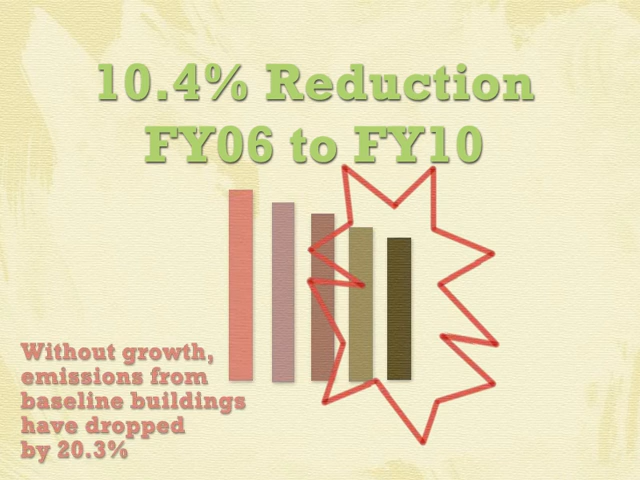 10.4% Reduction
FY06 to FY10
Without growth,
emissions from
baseline buildings
have dropped
by 20.3%